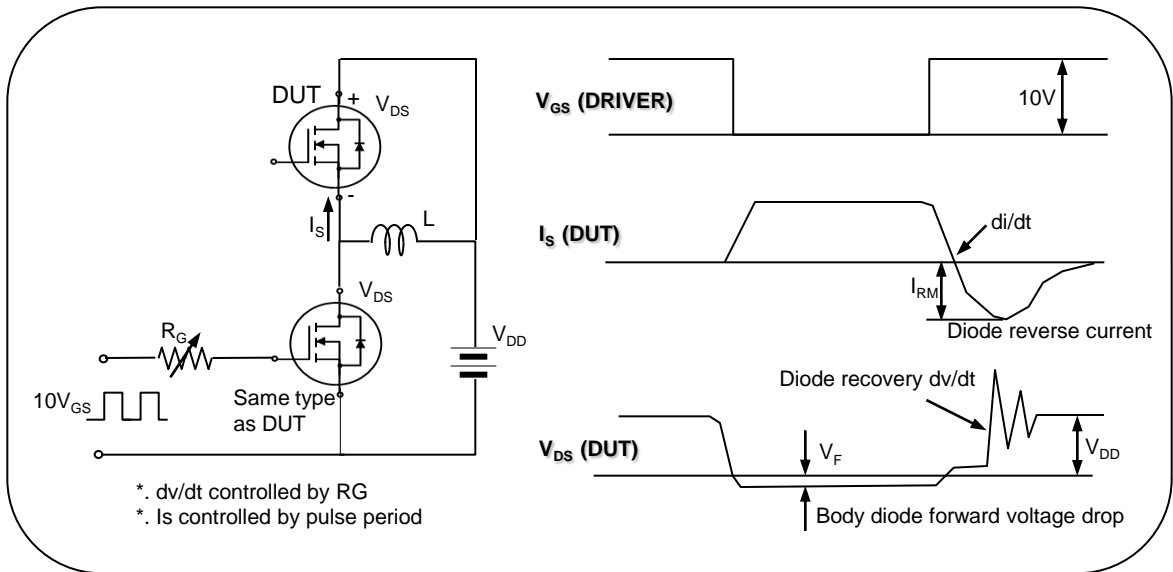 DUT
+
V_DS
-
I_S
L
V_DS
R_G
V_DD
10V_GS
Same type
as DUT
*. dv/dt controlled by RG
*. Is controlled by pulse period
V_GS (DRIVER)
10V
I_S (DUT)
di/dt
I_RM
Diode reverse current
Diode recovery dv/dt
V_DS (DUT)
V_F
V_DD
Body diode forward voltage drop